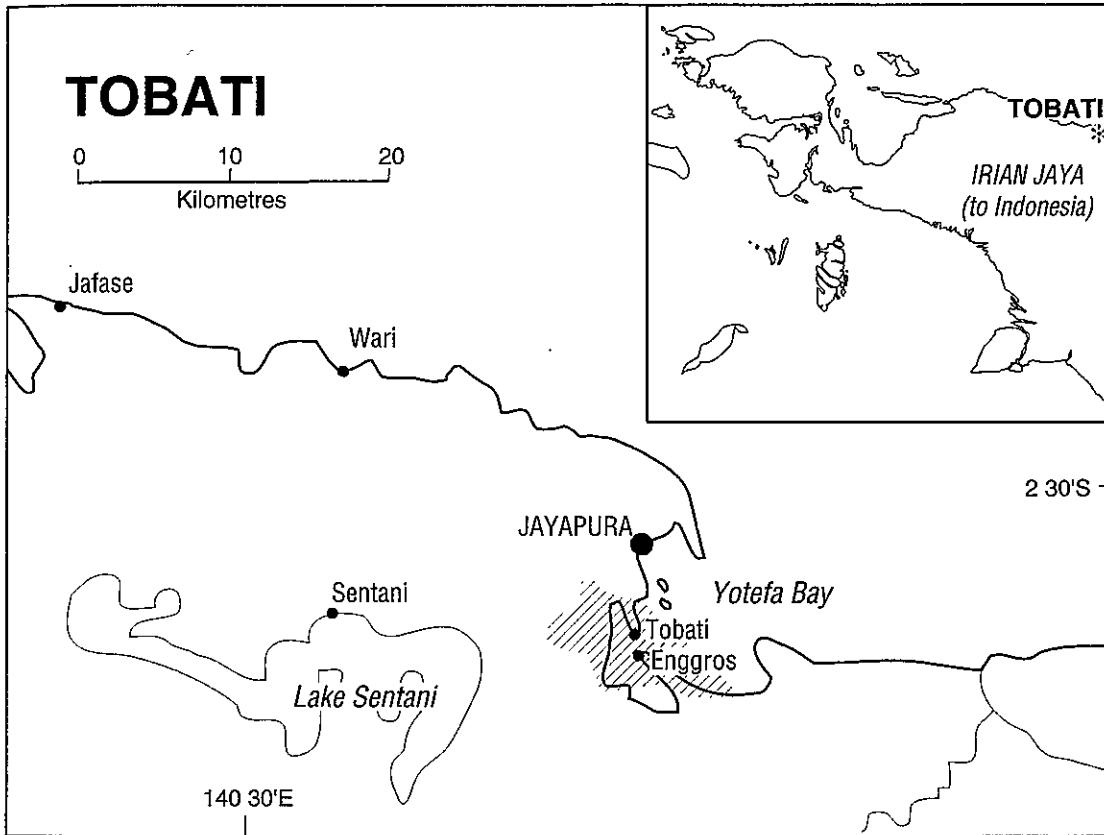 TOBATI
0 10 20
Kilometres
TOBATI
IRIAN JAYA
(to Indonesia)
Jafase
Wari
2 30'S
JAYAPURA
Yotefa Bay
Sentani
Tobati
Enggros
Lake Sentani
140 30'E